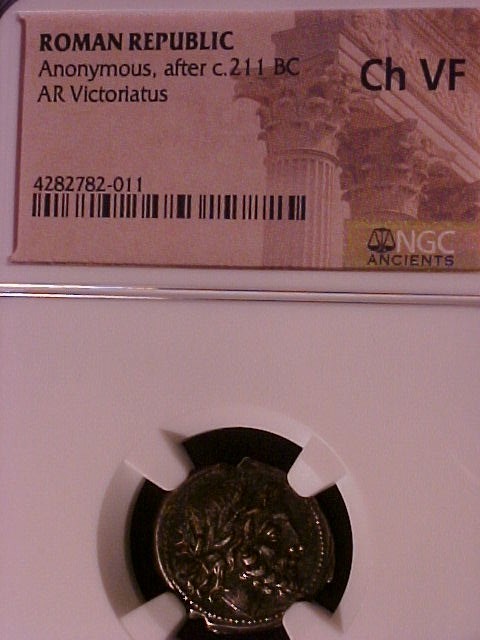 ROMAN REPUBLIC
Anonymous, after c.211 BC
AR Victoriatus
Ch VF
4282782-011
NGC
ANCIENTS